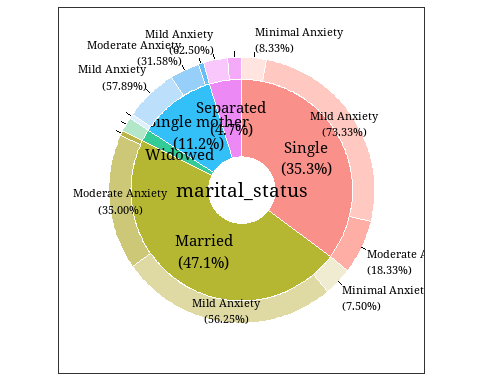 Mild Anxiety
(62.50%)
Minimal Anxiety
(8.33%)
Moderate Anxiety
(31.58%)
Mild Anxiety
(57.89%)
Separated
(4.7%)
Single mother
(11.2%)
Mild Anxiety
(73.33%)
Single
(35.3%)
Widowed
marital_status
Moderate Anxiety
(35.00%)
Married
(47.1%)
Moderate A
(18.33%)
Minimal Anxiet
(7.50%)
Mild Anxiety
(56.25%)